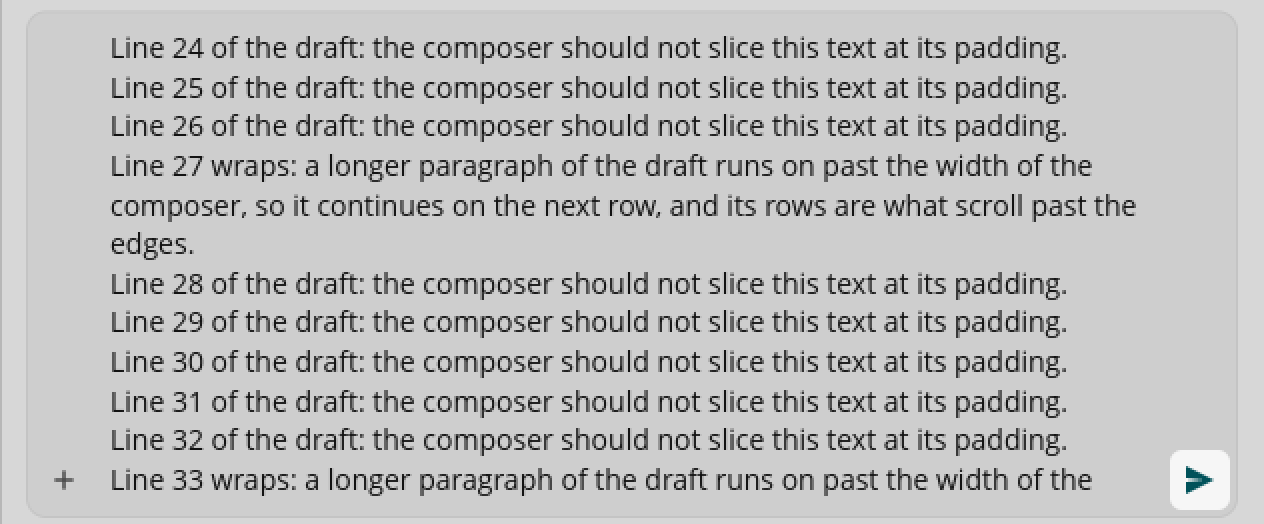 Line 24 of the draft: the composer should not slice this text at its padding.
Line 25 of the draft: the composer should not slice this text at its padding.
Line 26 of the draft: the composer should not slice this text at its padding.
Line 27 wraps: a longer paragraph of the draft runs on past the width of the
composer, so it continues on the next row, and its rows are what scroll past the
edges.
Line 28 of the draft: the composer should not slice this text at its padding.
Line 29 of the draft: the composer should not slice this text at its padding.
Line 30 of the draft: the composer should not slice this text at its padding.
Line 31 of the draft: the composer should not slice this text at its padding.
Line 32 of the draft: the composer should not slice this text at its padding.
Line 33 wraps: a longer paragraph of the draft runs on past the width of the